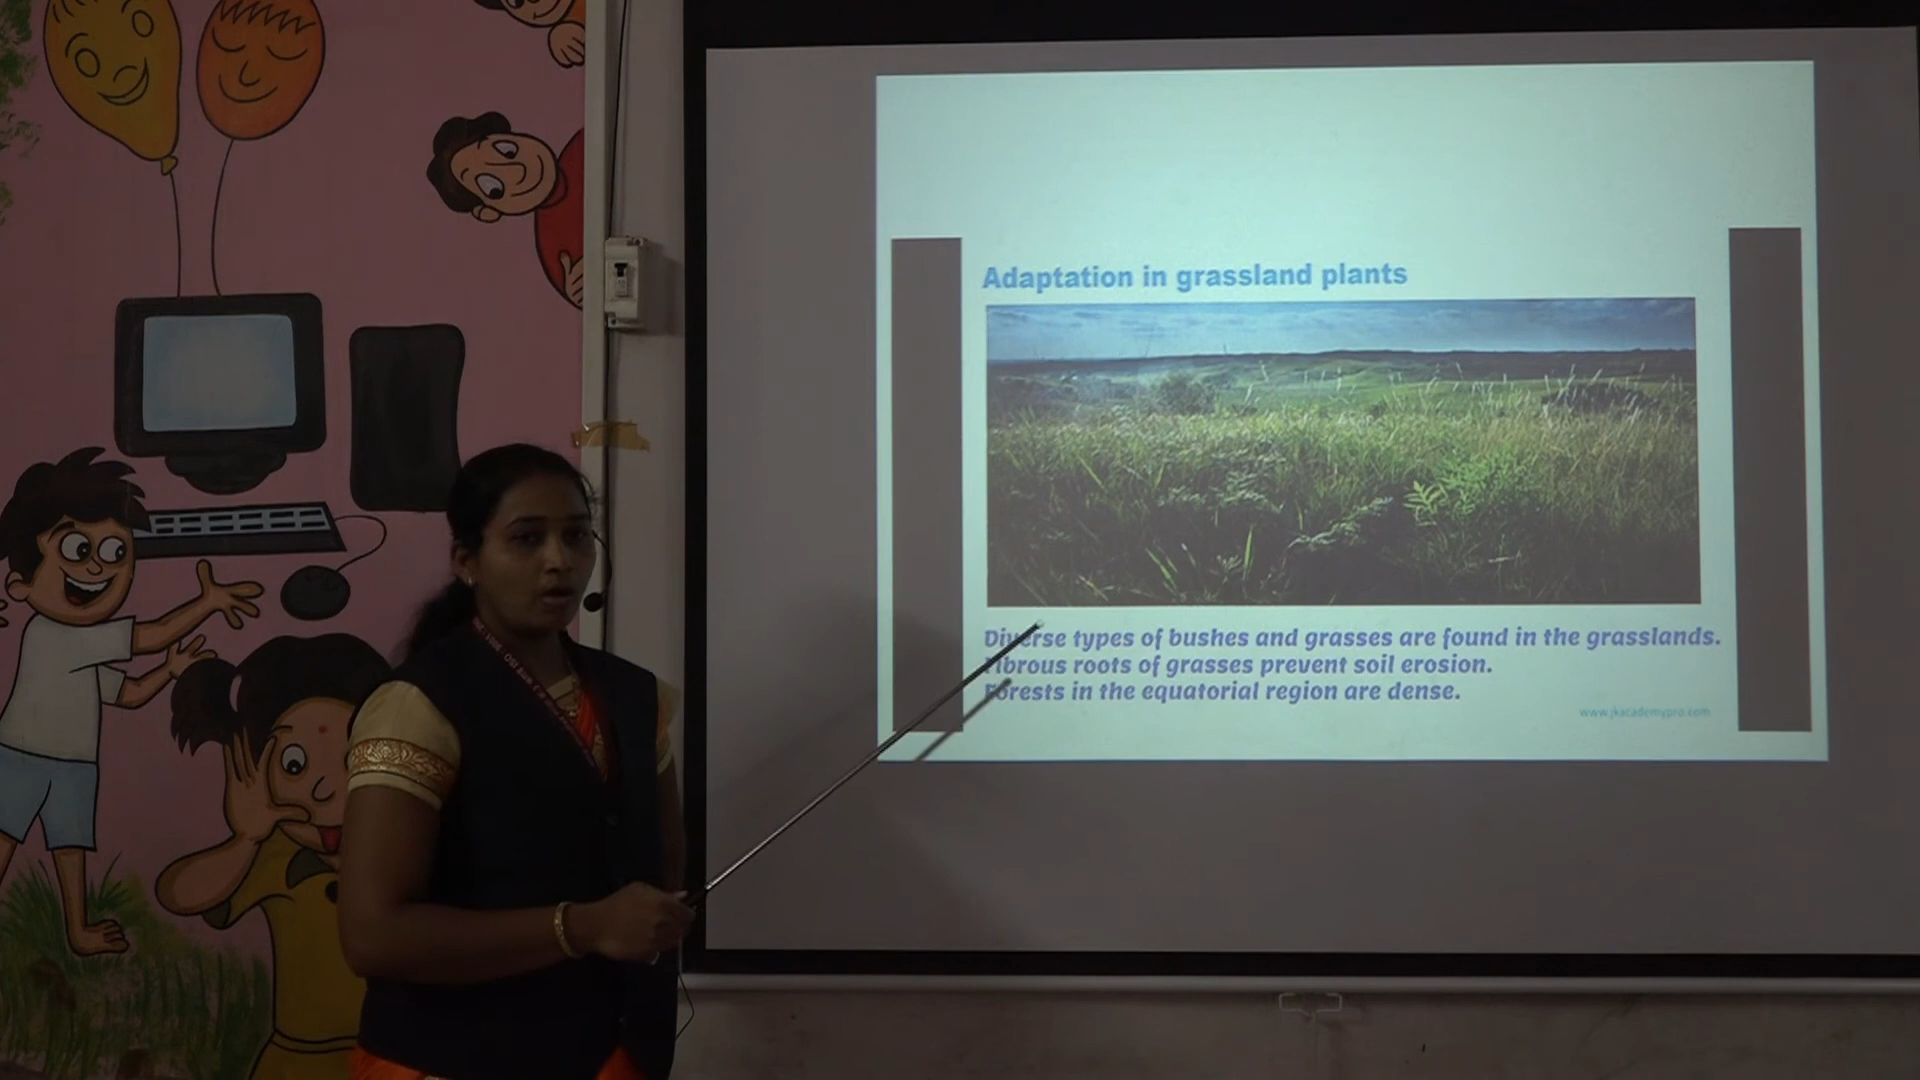 Adaptation in grassland plants
Diverse types of bushes and grasses are found in the grasslands.
Fibrous roots of grasses prevent soil erosion.
Forests in the equatorial region are dense.
www.jkacademypro.com